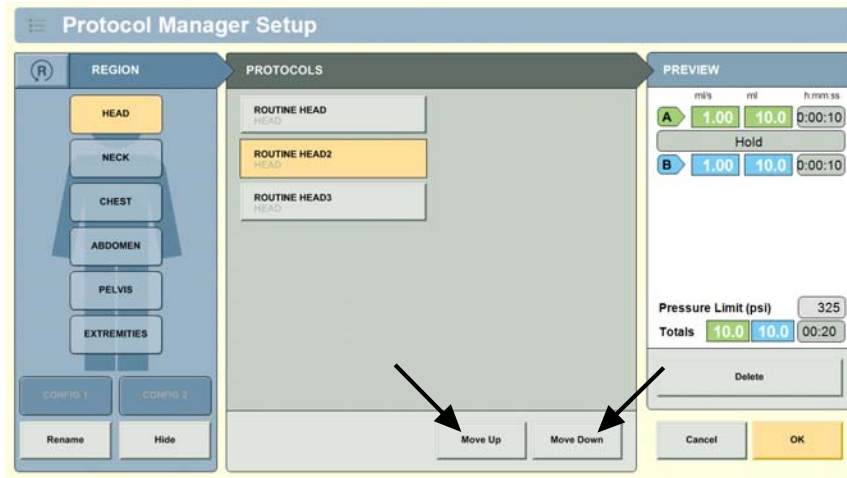 Protocol Manager Setup
R REGION
PROTOCOLS
PREVIEW
HEAD
NECK
CHEST
ABDOMEN
PELVIS
EXTREMITIES
CONFIG 1 CONFIG 2
Rename Hide
ROUTINE HEAD
HEAD
ROUTINE HEAD2
HEAD
ROUTINE HEAD3
HEAD
Move Up Move Down
ml/s ml h:mm:ss
A 1.00 10.0 0:00:10
Hold
B 1.00 10.0 0:00:10
Pressure Limit (psi) 325
Totals 10.0 10.0 00:20
Delete
Cancel OK